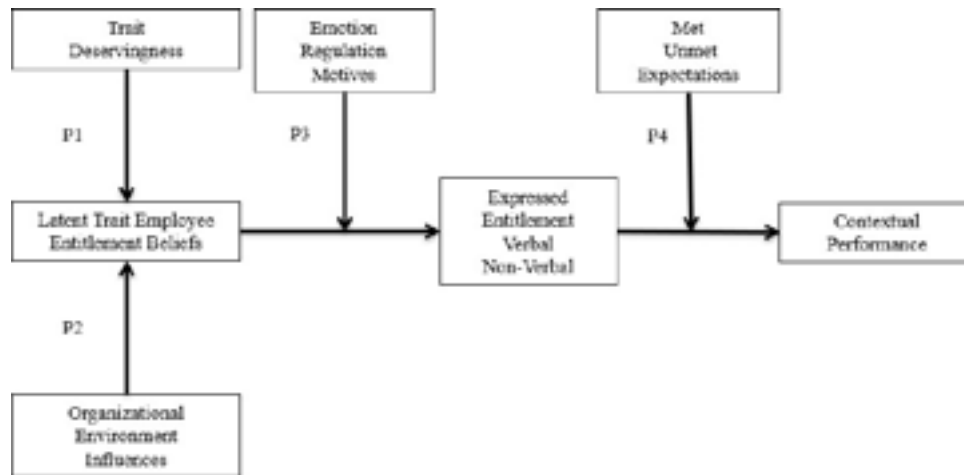 Trait
Deservingness
Emotion
Regulation
Motives
Met
Unmet
Expectations
P1
P3
P4
Latent Trait Employee
Entitlement Beliefs
Expressed
Entitlement
Verbal
Non-Verbal
Contextual
Performance
P2
Organizational
Environment
Influences